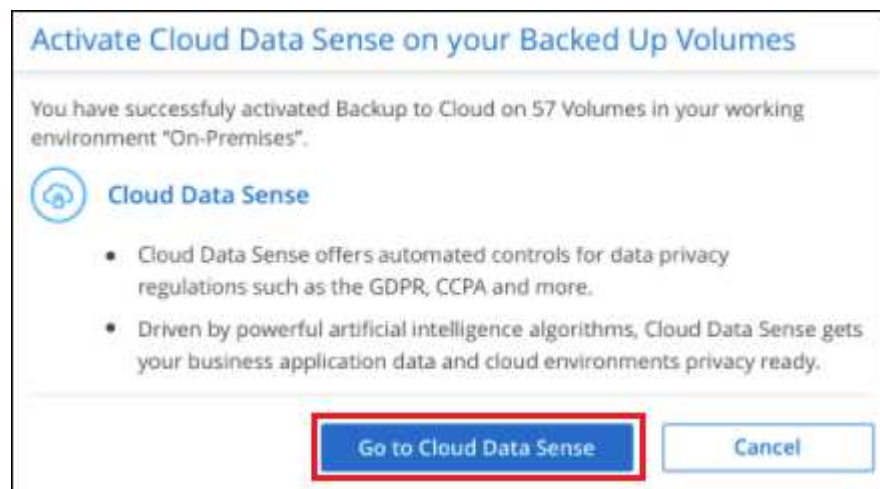 Activate Cloud Data Sense on your Backed Up Volumes
You have successfuly activated Backup to Cloud on 57 Volumes in your working
environment "On-Premises".
Cloud Data Sense
• Cloud Data Sense offers automated controls for data privacy
regulations such as the GDPR, CCPA and more.
• Driven by powerful artificial intelligence algorithms, Cloud Data Sense gets
your business application data and cloud environments privacy ready.
Go to Cloud Data Sense
Cancel